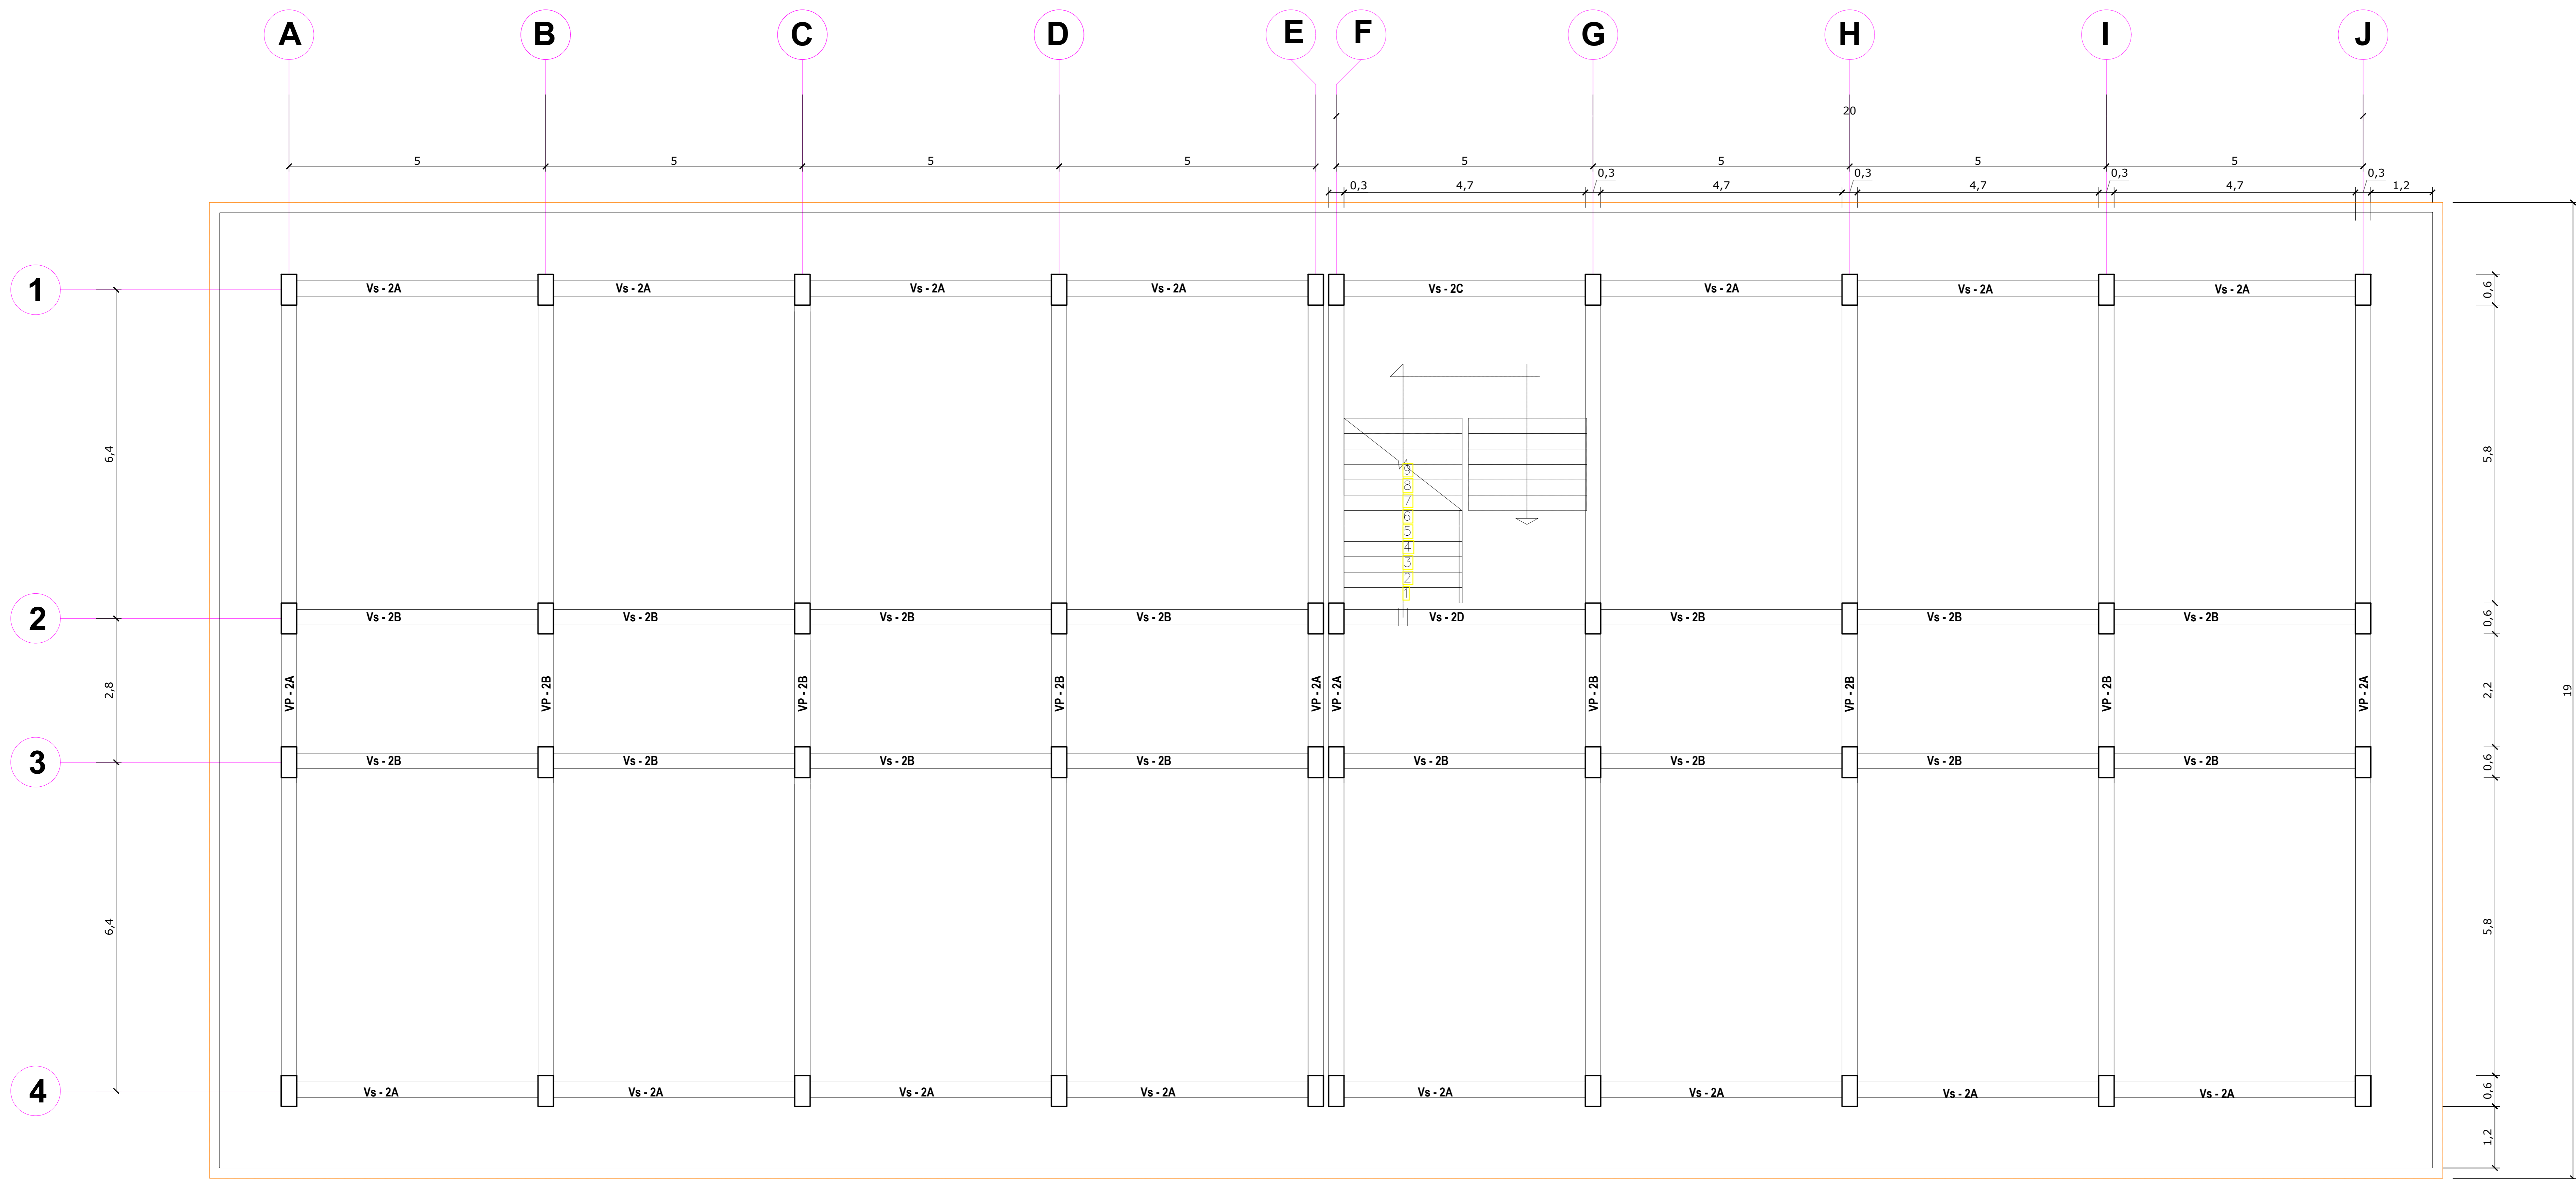 A B C D E F G H I J
20
5 5 5 5 5 5 5 5
0,3 4,7 0,3 4,7 0,3 4,7 0,3 4,7 0,3 1,2
1 Vs - 2A Vs - 2A Vs - 2A Vs - 2A Vs - 2C Vs - 2A Vs - 2A Vs - 2A 0,6
6,4 5,8
9
8
7
6
5
4
3
2
1
2 Vs - 2B Vs - 2B Vs - 2B Vs - 2B Vs - 2D Vs - 2B Vs - 2B Vs - 2B 0,6
2,8 VP - 2A VP - 2B VP - 2B VP - 2B VP - 2A VP - 2A VP - 2B VP - 2B VP - 2B VP - 2A 2,2 19
3 Vs - 2B Vs - 2B Vs - 2B Vs - 2B Vs - 2B Vs - 2B Vs - 2B Vs - 2B 0,6
6,4 5,8
4 Vs - 2A Vs - 2A Vs - 2A Vs - 2A Vs - 2A Vs - 2A Vs - 2A Vs - 2A 0,6
1,2